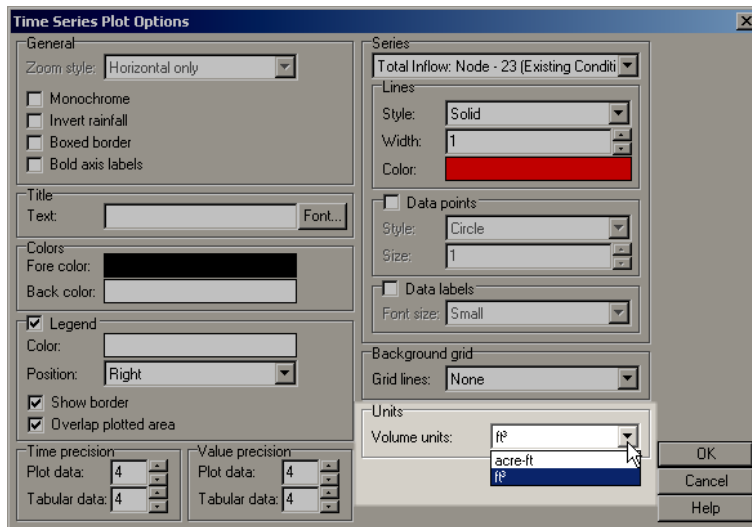 Time Series Plot Options
General
Zoom style: Horizontal only
Monochrome
Invert rainfall
Boxed border
Bold axis labels
Title
Text: Font...
Colors
Fore color:
Back color:
Legend
Color:
Position: Right
Show border
Overlap plotted area
Time precision
Plot data: 4
Tabular data: 4
Value precision
Plot data: 4
Tabular data: 4
Series
Total Inflow: Node - 23 (Existing Conditi
Lines
Style: Solid
Width: 1
Color:
Data points
Style: Circle
Size: 1
Data labels
Font size: Small
Background grid
Grid lines: None
Units
Volume units: ft³
acre-ft
ft³
OK
Cancel
Help